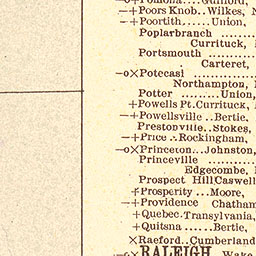 —o+Pomona....Guilford,
—+Poors Knob..Wilkes, N
—+Poortith......Union,
Poplarbranch ........
Currituck,
Portsmouth ........
Carteret,
—o×Potecasi ........
Northampton,
Potter ........Union,
+Powells Pt.Currituck,
—+Powellsville ..Bertie,
Prestonville..Stokes,
—+Price..Rockingham,
—o×Princeton...Johnston,
Princeville ........
Edgecombe,
Prospect Hill Caswell
+Prosperity...Moore,
—+Providence Chatham
+Quebec.Transylvania,
+Quitsna ......Bertie,
×Raeford..Cumberland
RALEIGH..Wake